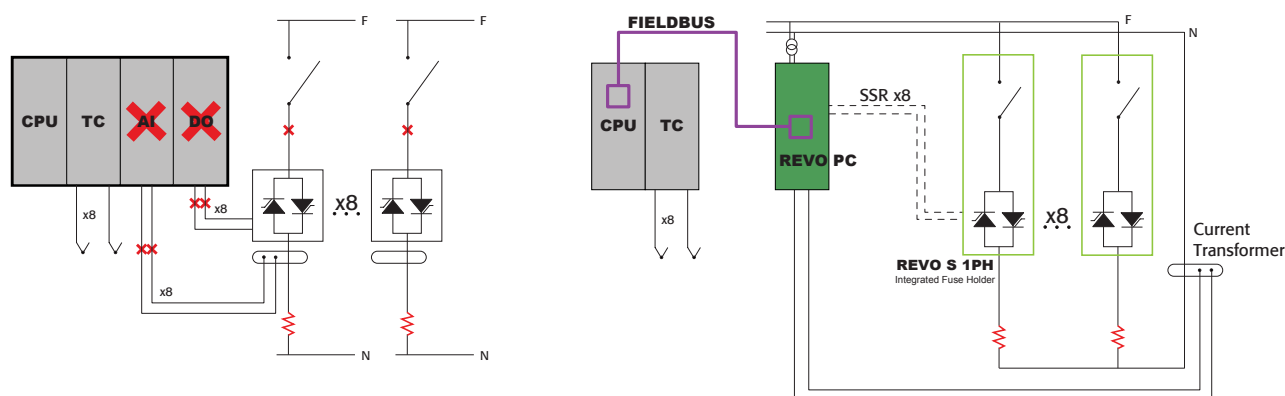 F
F
CPU
TC
AI
DO
x8
x8
x8
x8
N
N
FIELDBUS
F
N
SSR x8
CPU
TC
REVO PC
x8
x8
REVO S 1PH
Integrated Fuse Holder
Current
Transformer